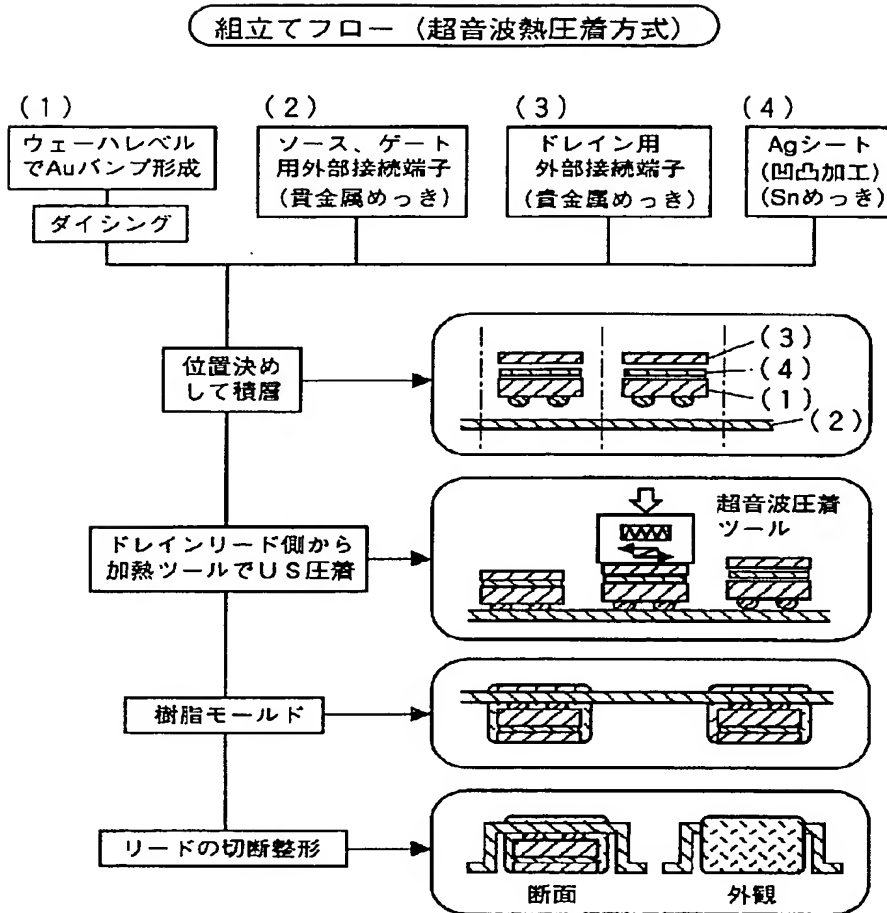 組立てフロー（超音波熱圧着方式）
(1)
ウェーハレベル
でAuバンプ形成
ダイシング
(2)
ソース、ゲート
用外部接続端子
(貴金属めっき)
(3)
ドレイン用
外部接続端子
(貴金属めっき)
(4)
Agシート
(凹凸加工)
(Snめっき)
位置決め
して積層
(3)
(4)
(1)
(2)
ドレインリード側から
加熱ツールでUS圧着
超音波圧着
ツール
樹脂モールド
リードの切断整形
断面
外観